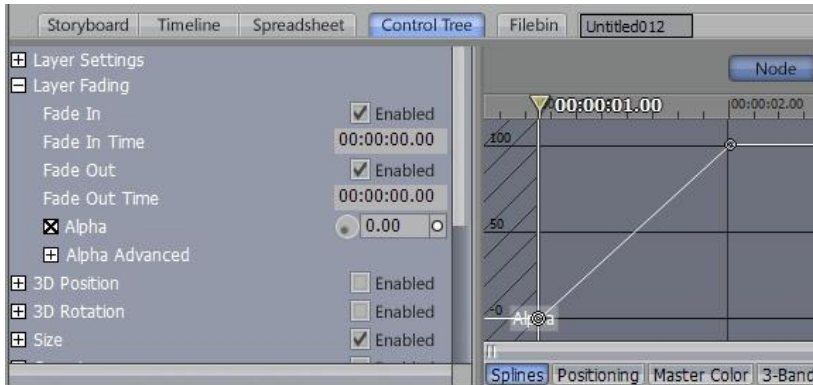 Storyboard Timeline Spreadsheet Control Tree Filebin Untitled012
Layer Settings
Node
Layer Fading
00:00:01.00 00:00:02.00
Fade In Enabled
Fade In Time 00:00:00.00
100
Fade Out Enabled
Fade Out Time 00:00:00.00
Alpha 0.00
50
Alpha Advanced
3D Position Enabled
3D Rotation Enabled
-0 Alpha
Size Enabled
Splines Positioning Master Color 3-Band